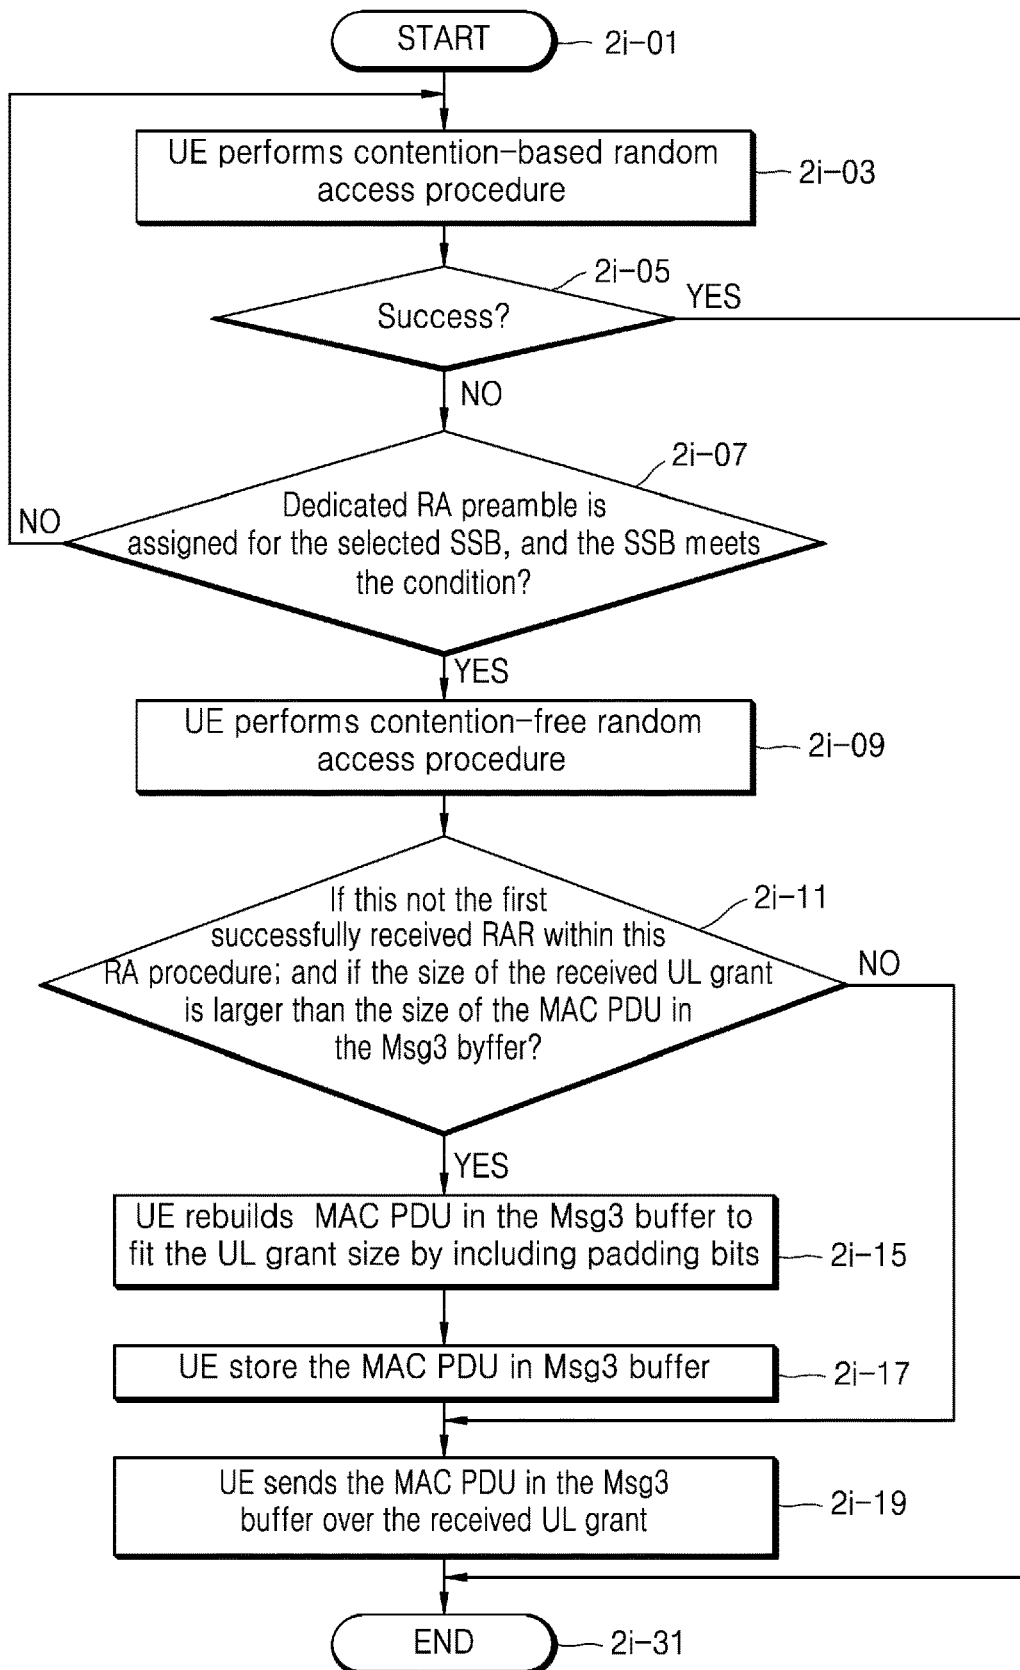 START
2i-01
UE performs contention-based random
access procedure
2i-03
2i-05
Success?
YES
NO
2i-07
Dedicated RA preamble is
assigned for the selected SSB, and the SSB meets
the condition?
NO
YES
UE performs contention-free random
access procedure
2i-09
If this not the first
successfully received RAR within this
RA procedure; and if the size of the received UL grant
is larger than the size of the MAC PDU in
the Msg3 byffer?
2i-11
NO
YES
UE rebuilds MAC PDU in the Msg3 buffer to
fit the UL grant size by including padding bits
2i-15
UE store the MAC PDU in Msg3 buffer
2i-17
UE sends the MAC PDU in the Msg3
buffer over the received UL grant
2i-19
END
2i-31